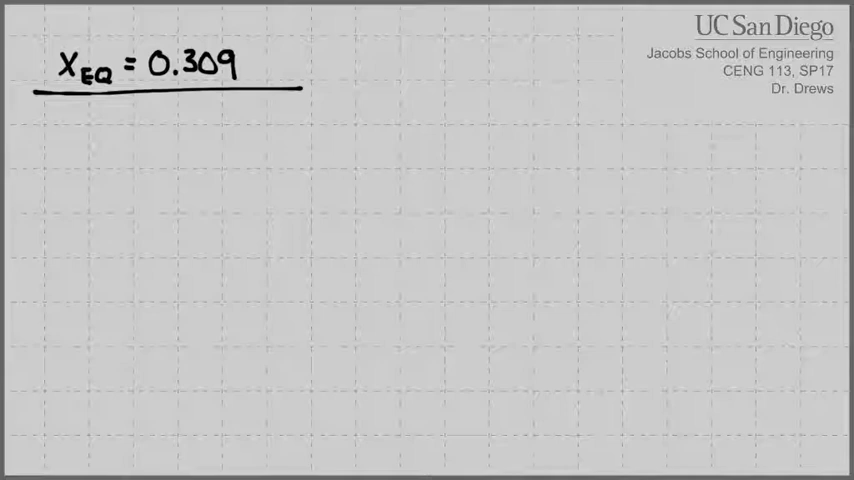 X_EQ = 0.309
UC San Diego
Jacobs School of Engineering
CENG 113, SP17
Dr. Drews